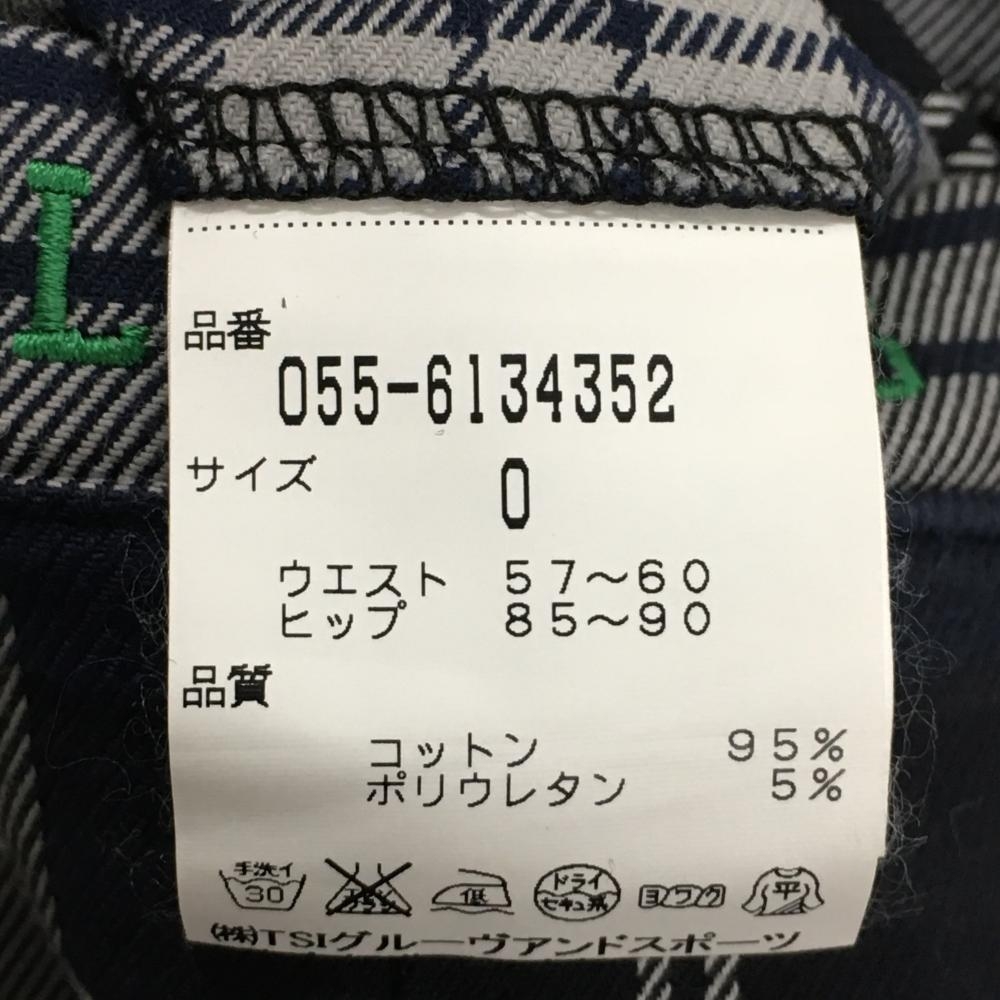 品番
055-6134352
サイズ
0
ウエスト 57～60
ヒップ 85～90
品質
コットン 95%
ポリウレタン 5%
手洗イ
30
低
ドライ
セキユ系
ヨワク
平
(株)TSIグルーヴアンドスポーツ
L